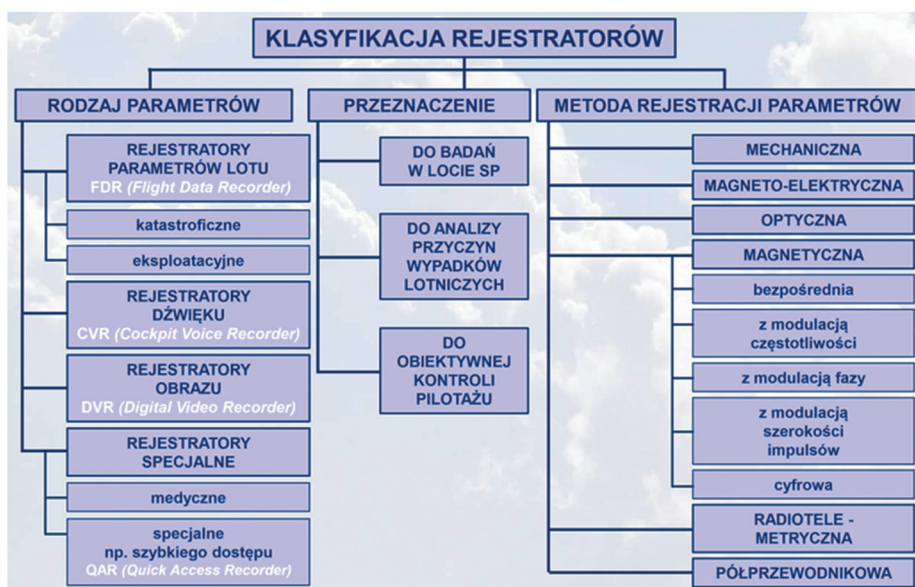 KLASYFIKACJA REJESTRATORÓW
RODZAJ PARAMETRÓW
REJESTRATORY
PARAMETRÓW LOTU
FDR (Flight Data Recorder)
katastroficzne
eksploatacyjne
REJESTRATORY
DŹWIĘKU
CVR (Cockpit Voice Recorder)
REJESTRATORY
OBRAZU
DVR (Digital Video Recorder)
REJESTRATORY
SPECJALNE
medyczne
specjalne
np. szybkiego dostępu
QAR (Quick Access Recorder)
PRZEZNACZENIE
DO BADAŃ
W LOCIE SP
DO ANALIZY
PRZYCZYN
WYPADKÓW
LOTNICZYCH
DO
OBIEKTYWNEJ
KONTROLI
PILOTAŻU
METODA REJESTRACJI PARAMETRÓW
MECHANICZNA
MAGNETO-ELEKTRYCZNA
OPTYCZNA
MAGNETYCZNA
bezpośrednia
z modulacją
częstotliwości
z modulacją fazy
z modulacją
szerokości
impulsów
cyfrowa
RADIOTELE -
METRYCZNA
PÓŁPRZEWODNIKOWA